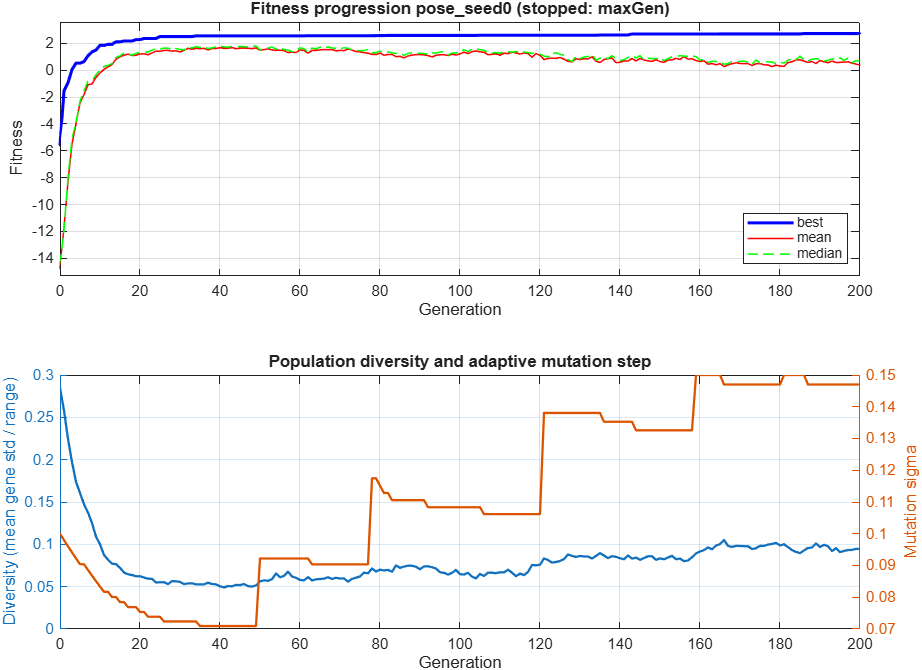 Fitness progression pose_seed0 (stopped: maxGen)
2
0
-2
-4
-6
-8
-10
-12
-14
Fitness
0 20 40 60 80 100 120 140 160 180 200
Generation
best
mean
median
Population diversity and adaptive mutation step
0.3
0.25
0.2
0.15
0.1
0.05
0
Diversity (mean gene std / range)
0.15
0.14
0.13
0.12
0.11
0.1
0.09
0.08
0.07
Mutation sigma
0 20 40 60 80 100 120 140 160 180 200
Generation